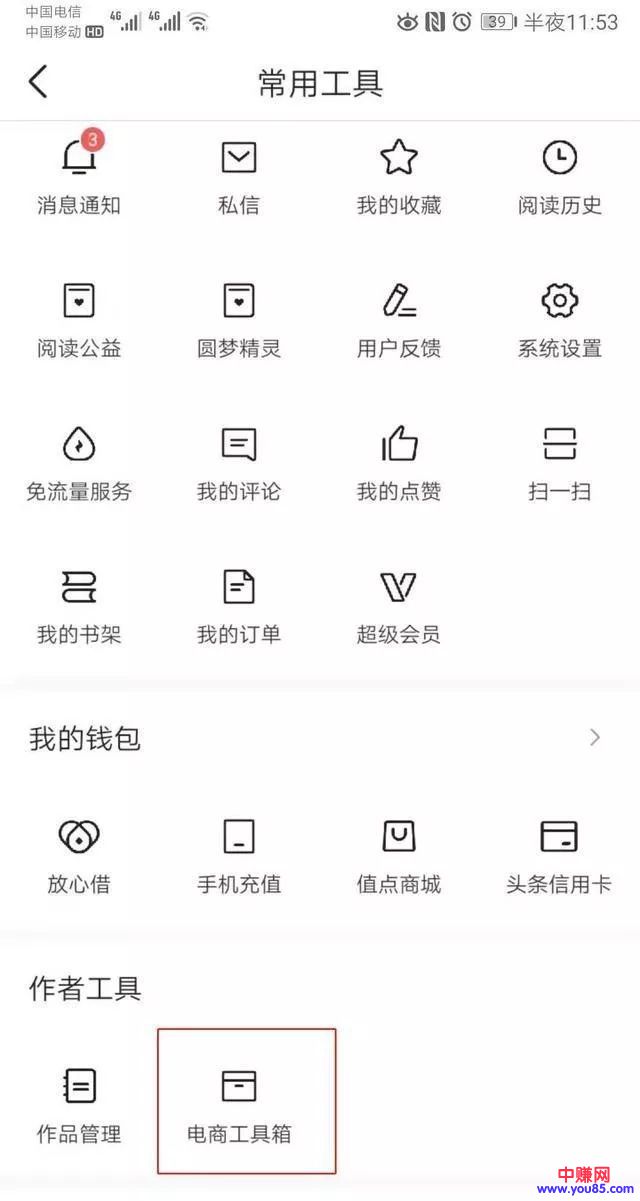 中国电信
中国移动 HD 4G 4G 39 半夜11:53
常用工具
3
消息通知 私信 我的收藏 阅读历史
阅读公益 圆梦精灵 用户反馈 系统设置
免流量服务 我的评论 我的点赞 扫一扫
我的书架 我的订单 超级会员
我的钱包
放心借 手机充值 值点商城 头条信用卡
作者工具
作品管理 电商工具箱
中赚网
www.you85.com